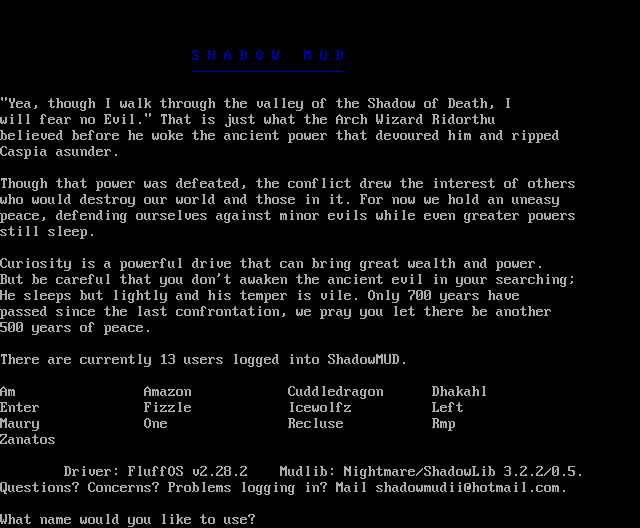 SHADOW MUD
-------------------
"Yea, though I walk through the valley of the Shadow of Death, I
will fear no Evil." That is just what the Arch Wizard Ridorthu
believed before he woke the ancient power that devoured him and ripped
Caspia asunder.
Though that power was defeated, the conflict drew the interest of others
who would destroy our world and those in it. For now we hold an uneasy
peace, defending ourselves against minor evils while even greater powers
still sleep.
Curiosity is a powerful drive that can bring great wealth and power.
But be careful that you don't awaken the ancient evil in your searching;
He sleeps but lightly and his temper is vile. Only 700 years have
passed since the last confrontation, we pray you let there be another
500 years of peace.
There are currently 13 users logged into ShadowMUD.
Am Amazon Cuddledragon Dhakahl
Enter Fizzle Icewolfz Left
Maury One Recluse Rmp
Zanatos
Driver: FluffOS v2.28.2 Mudlib: Nightmare/ShadowLib 3.2.2/0.5.
Questions? Concerns? Problems logging in? Mail shadowmudii@hotmail.com.
What name would you like to use?